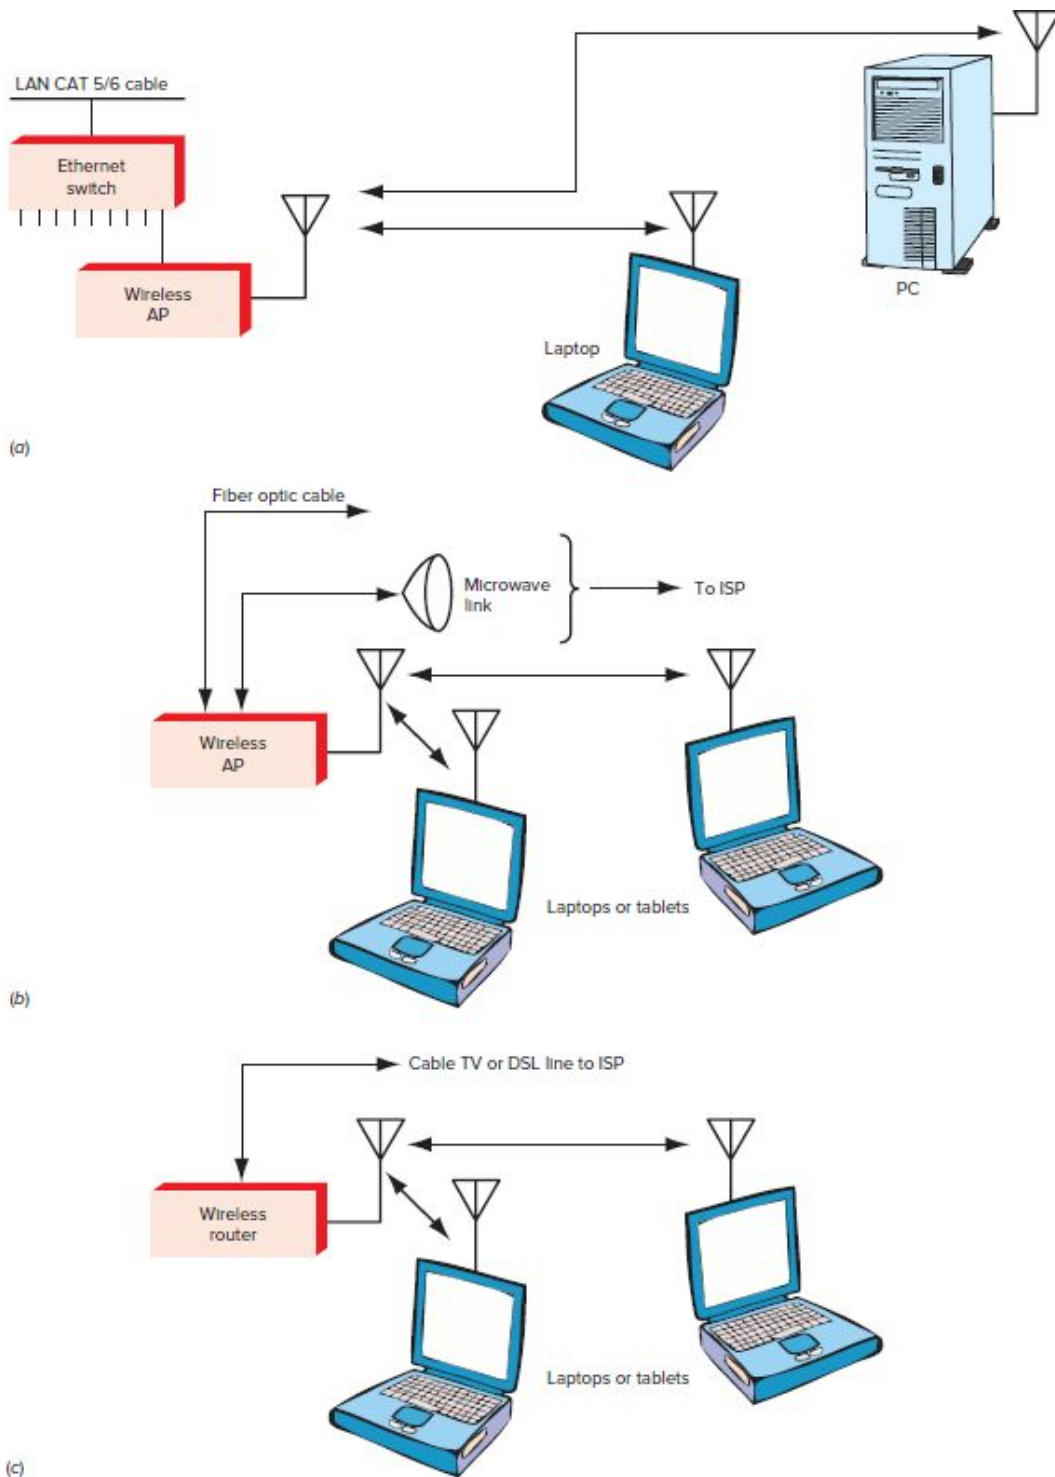 LAN CAT 5/6 cable
Ethernet
switch
Wireless
AP
Laptop
PC
(a)
Fiber optic cable
Microwave
link
To ISP
Wireless
AP
Laptops or tablets
(b)
Cable TV or DSL line to ISP
Wireless
router
Laptops or tablets
(c)